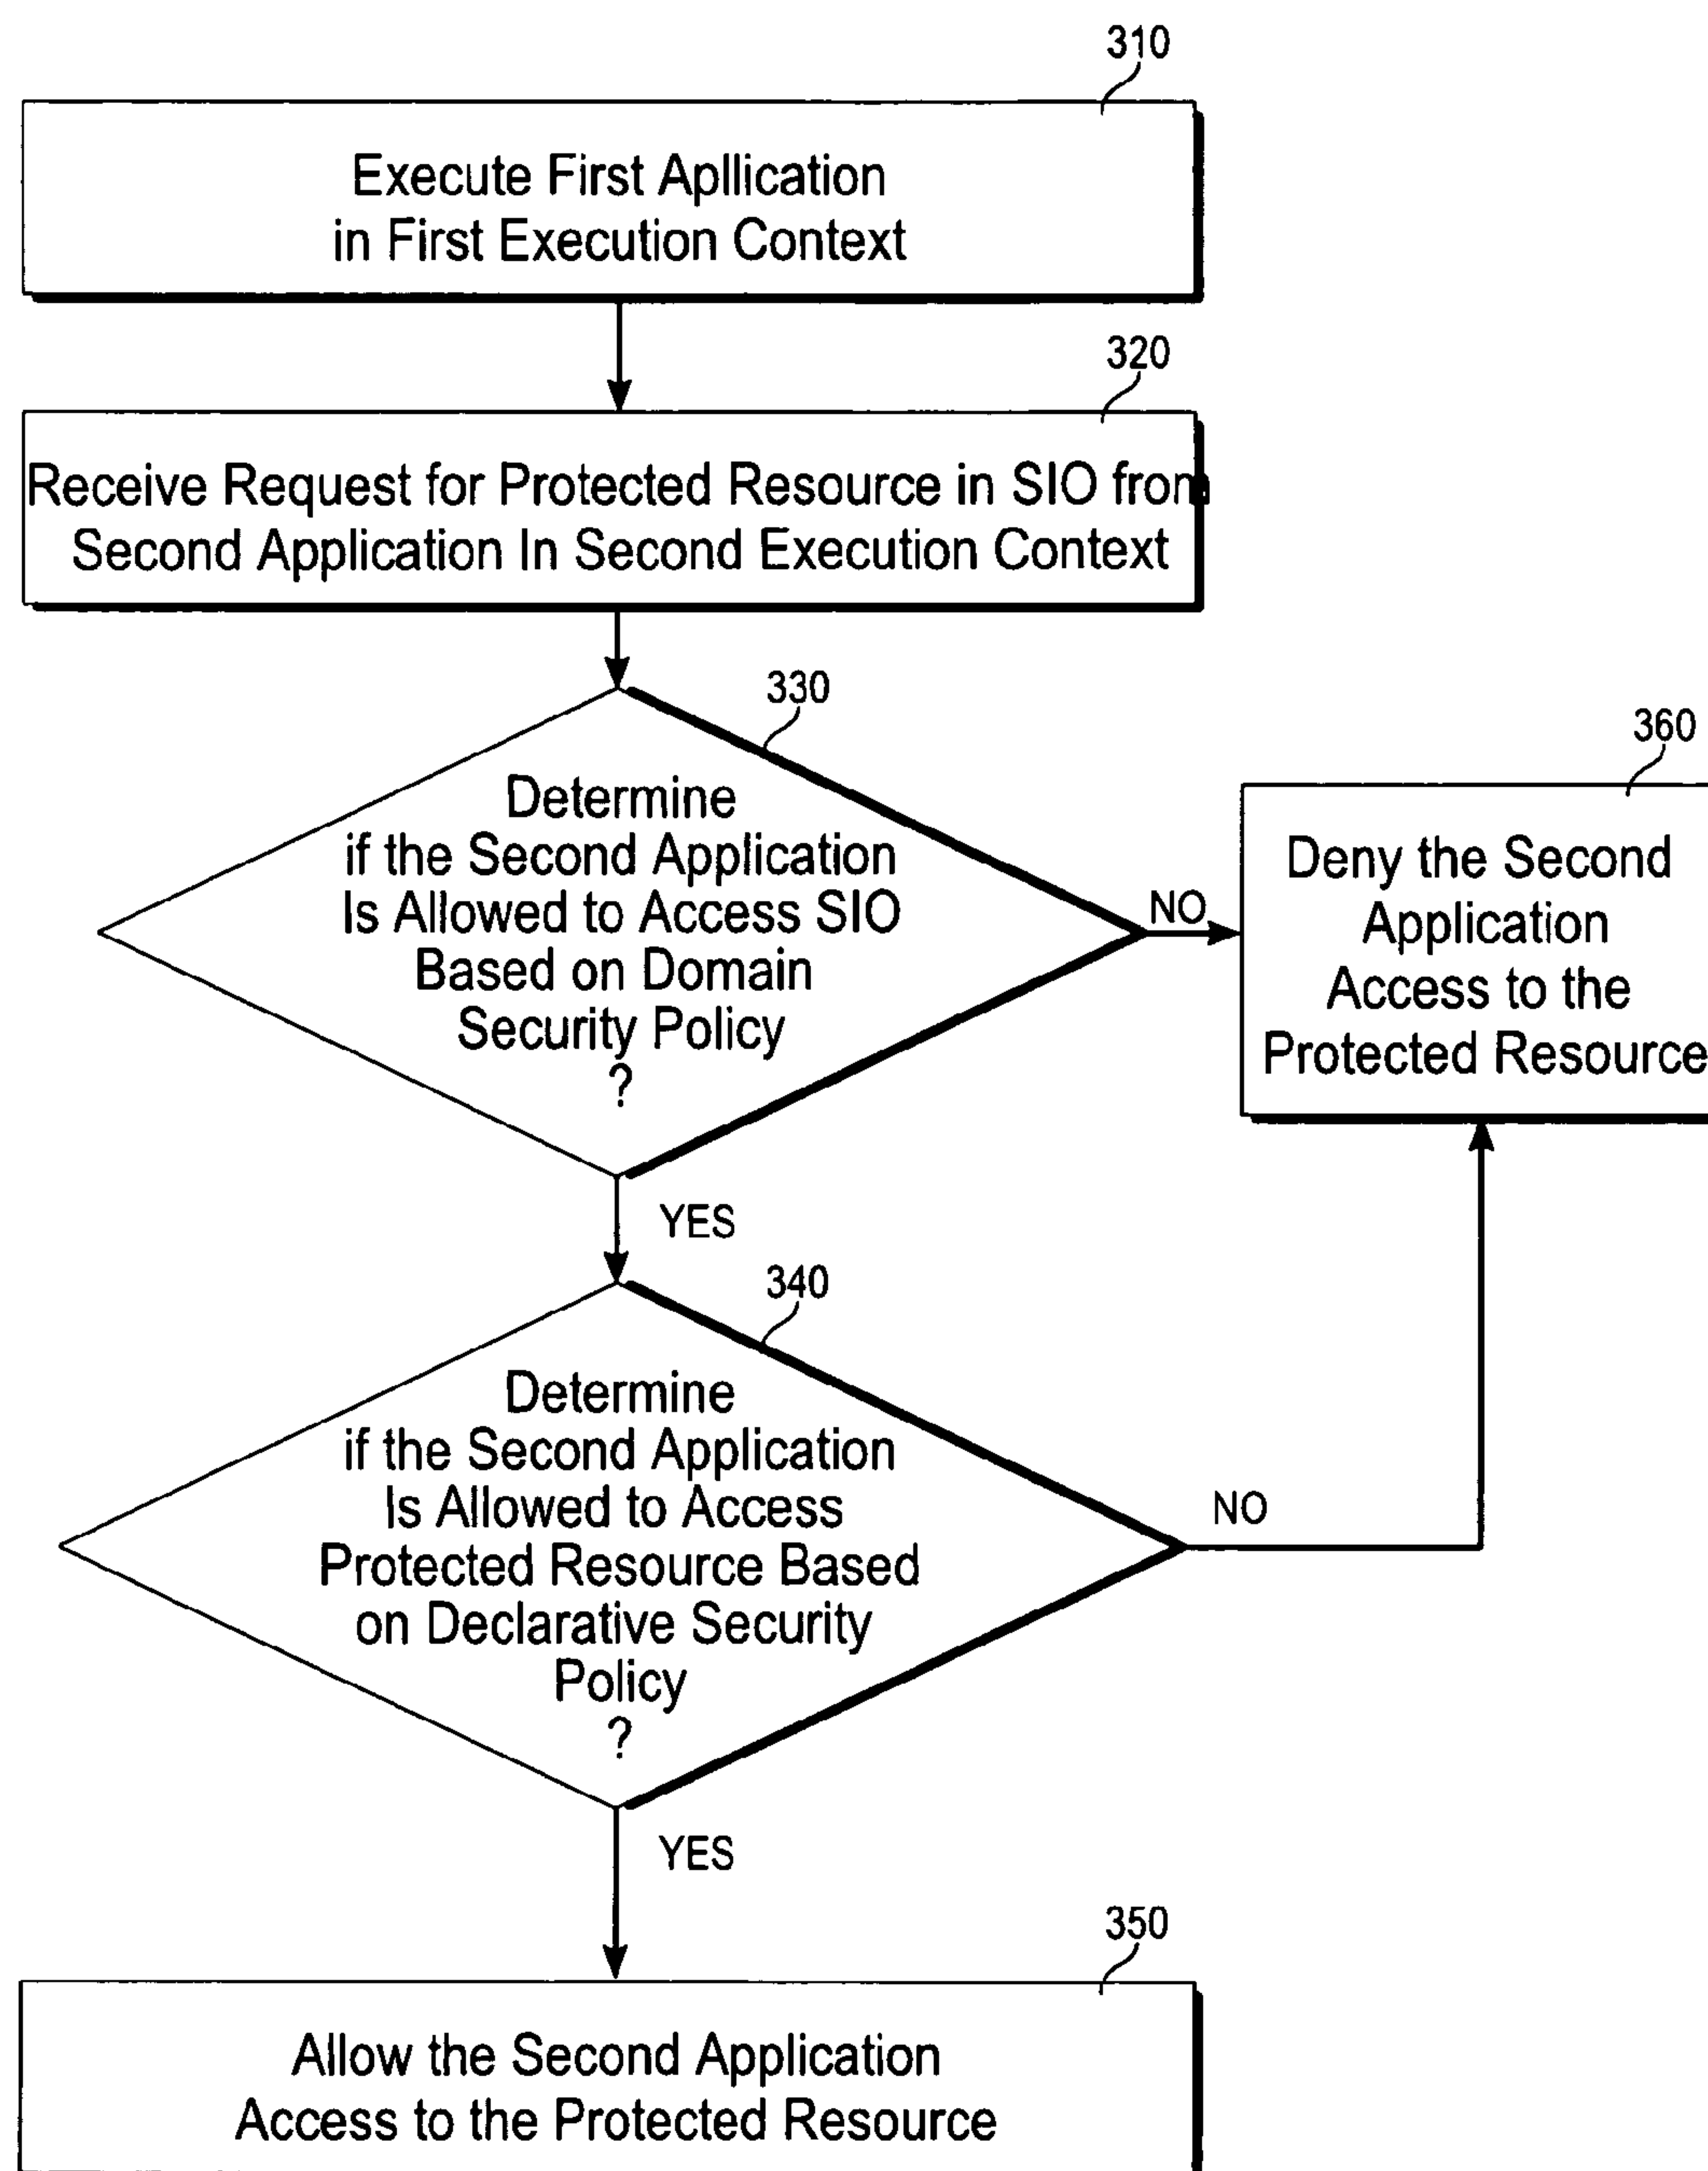 310
Execute First Apllication
in First Execution Context
320
Receive Request for Protected Resource in SIO from
Second Application In Second Execution Context
330
Determine
if the Second Application
Is Allowed to Access SIO
Based on Domain
Security Policy
?
NO
360
Deny the Second
Application
Access to the
Protected Resource
YES
340
Determine
if the Second Application
Is Allowed to Access
Protected Resource Based
on Declarative Security
Policy
?
NO
YES
350
Allow the Second Application
Access to the Protected Resource